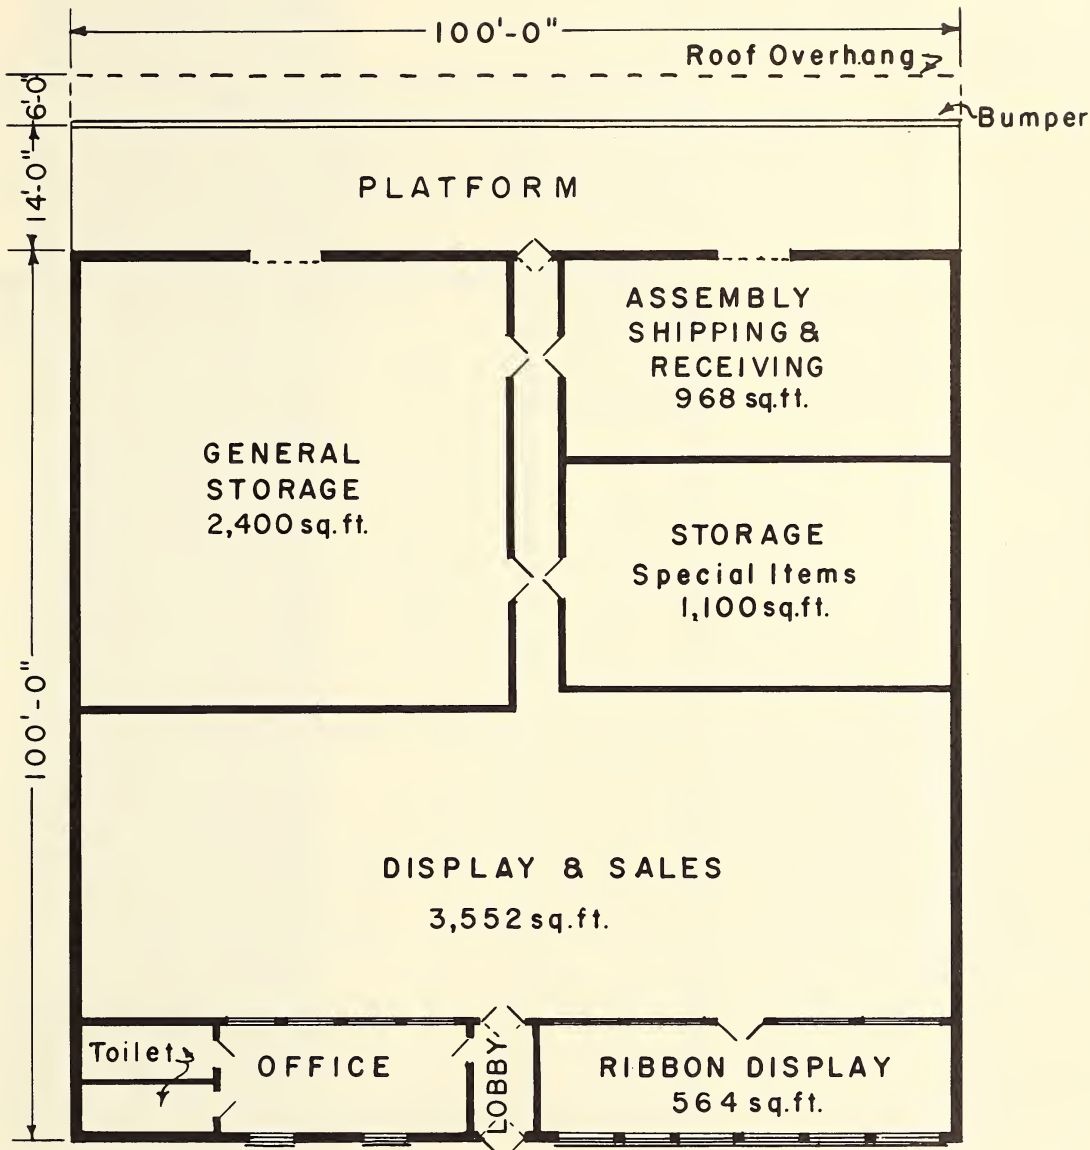 100'-0"
Roof Overhang
6'-0"
Bumper
14'-0"
PLATFORM
ASSEMBLY
SHIPPING &
RECEIVING
968 sq.ft.
GENERAL
STORAGE
2,400 sq.ft.
STORAGE
Special Items
1,100 sq.ft.
100'-0"
DISPLAY & SALES
3,552 sq.ft.
Toilet
OFFICE
LOBBY
RIBBON DISPLAY
564 sq.ft.